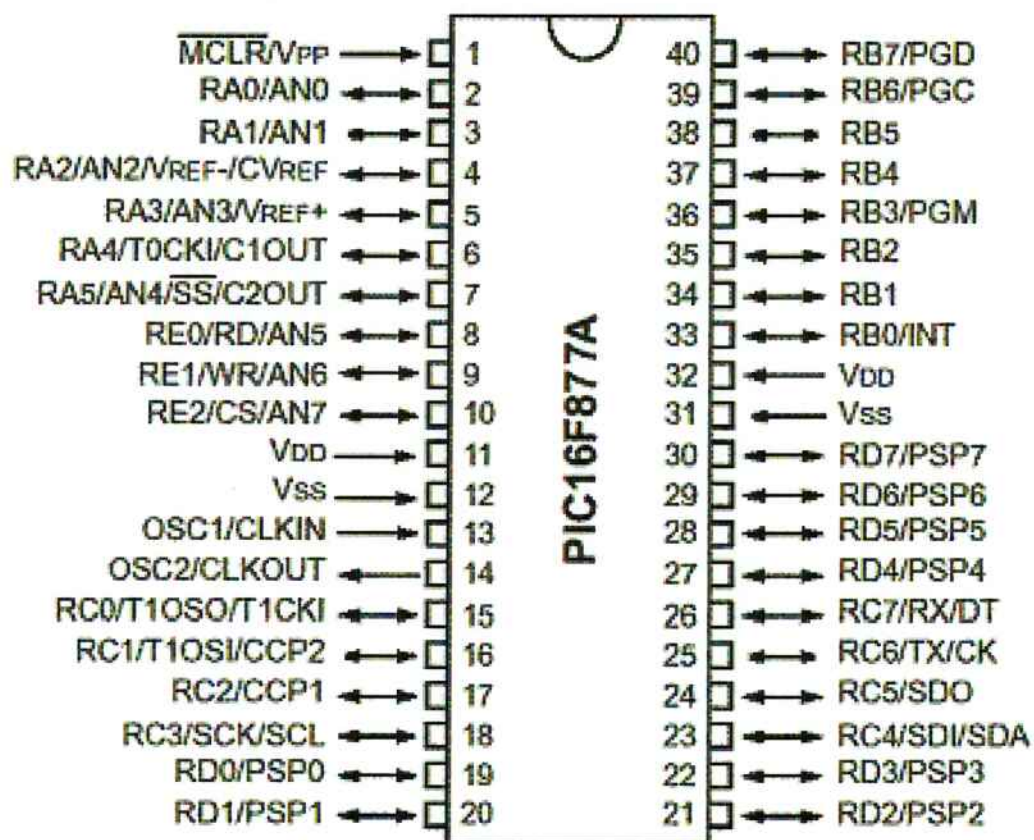 MCLR/VPP 1
RA0/AN0 2
RA1/AN1 3
RA2/AN2/VREF-/CVREF 4
RA3/AN3/VREF+ 5
RA4/T0CKI/C1OUT 6
RA5/AN4/SS/C2OUT 7
RE0/RD/AN5 8
RE1/WR/AN6 9
RE2/CS/AN7 10
VDD 11
VSS 12
OSC1/CLKIN 13
OSC2/CLKOUT 14
RC0/T1OSO/T1CKI 15
RC1/T1OSI/CCP2 16
RC2/CCP1 17
RC3/SCK/SCL 18
RD0/PSP0 19
RD1/PSP1 20
PIC16F877A
40 RB7/PGD
39 RB6/PGC
38 RB5
37 RB4
36 RB3/PGM
35 RB2
34 RB1
33 RB0/INT
32 VDD
31 VSS
30 RD7/PSP7
29 RD6/PSP6
28 RD5/PSP5
27 RD4/PSP4
26 RC7/RX/DT
25 RC6/TX/CK
24 RC5/SDO
23 RC4/SDI/SDA
22 RD3/PSP3
21 RD2/PSP2